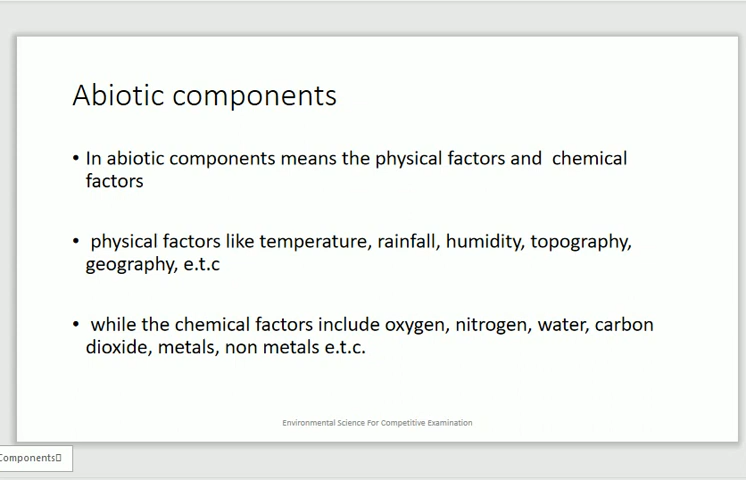 Abiotic components
• In abiotic components means the physical factors and  chemical
factors
•  physical factors like temperature, rainfall, humidity, topography,
geography, e.t.c
•  while the chemical factors include oxygen, nitrogen, water, carbon
dioxide, metals, non metals e.t.c.
Environmental Science For Competitive Examination
Components